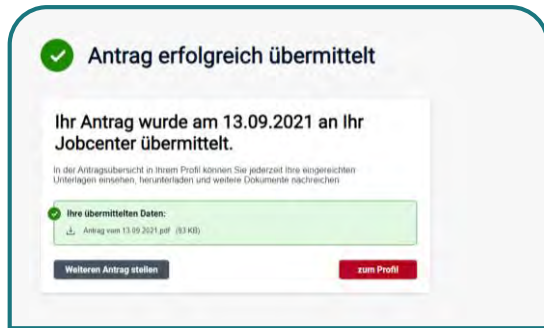 Antrag erfolgreich übermittelt
Ihr Antrag wurde am 13.09.2021 an Ihr
Jobcenter übermittelt.
In der Antragsübersicht in Ihrem Profil können Sie jederzeit Ihre eingereichten
Unterlagen einsehen, herunterladen und weitere Dokumente nachreichen
Ihre übermittelten Daten:
Antrag vom 13.09.2021.pdf (93 KB)
Weiteren Antrag stellen
zum Profil